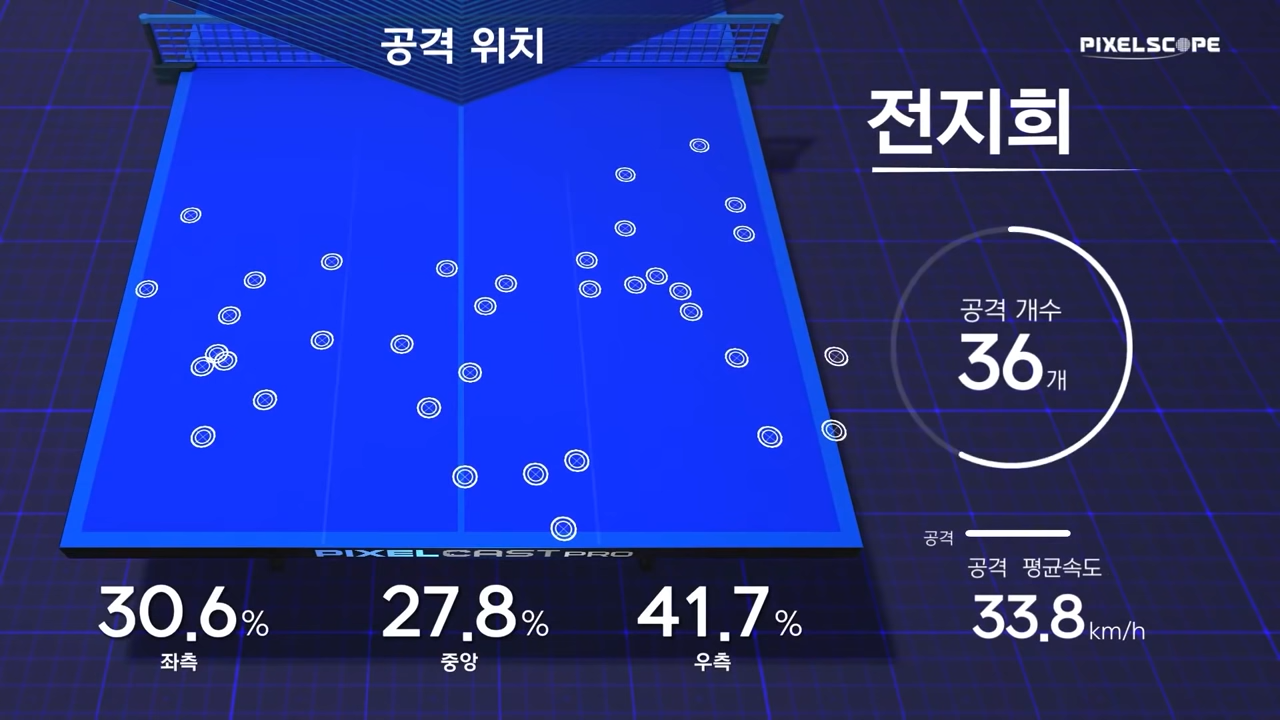 공격 위치
PIXELSCOPE
전지희
공격 개수
36개
공격
공격 평균속도
33.8km/h
PIXELCASTPRO
30.6% 27.8% 41.7%
좌측 중앙 우측